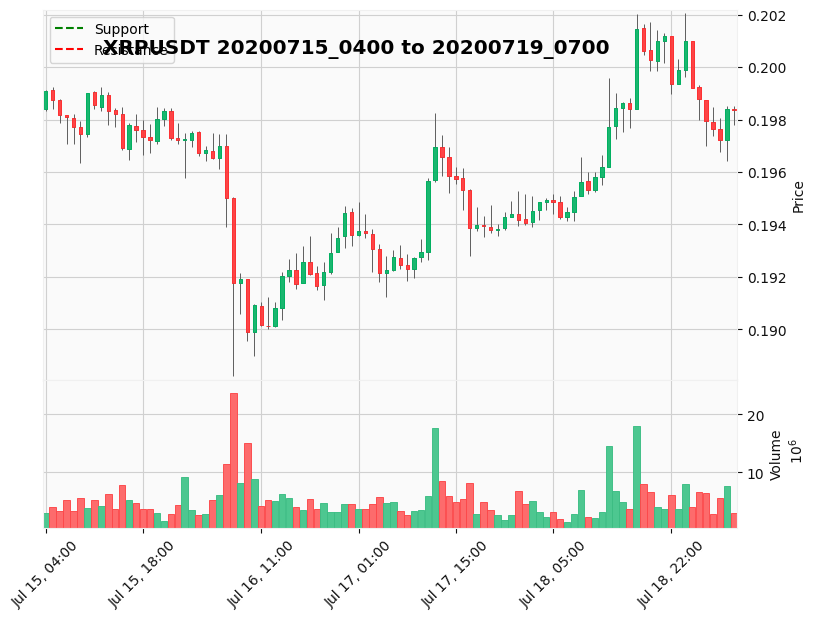 XRPUSDT 20200715_0400 to 20200719_0700
Support
Resistance
0.202
0.200
0.198
0.196
0.194
0.192
0.190
Price
20
10
Volume
10^6
Jul 15, 04:00
Jul 15, 18:00
Jul 16, 11:00
Jul 17, 01:00
Jul 17, 15:00
Jul 18, 05:00
Jul 18, 22:00